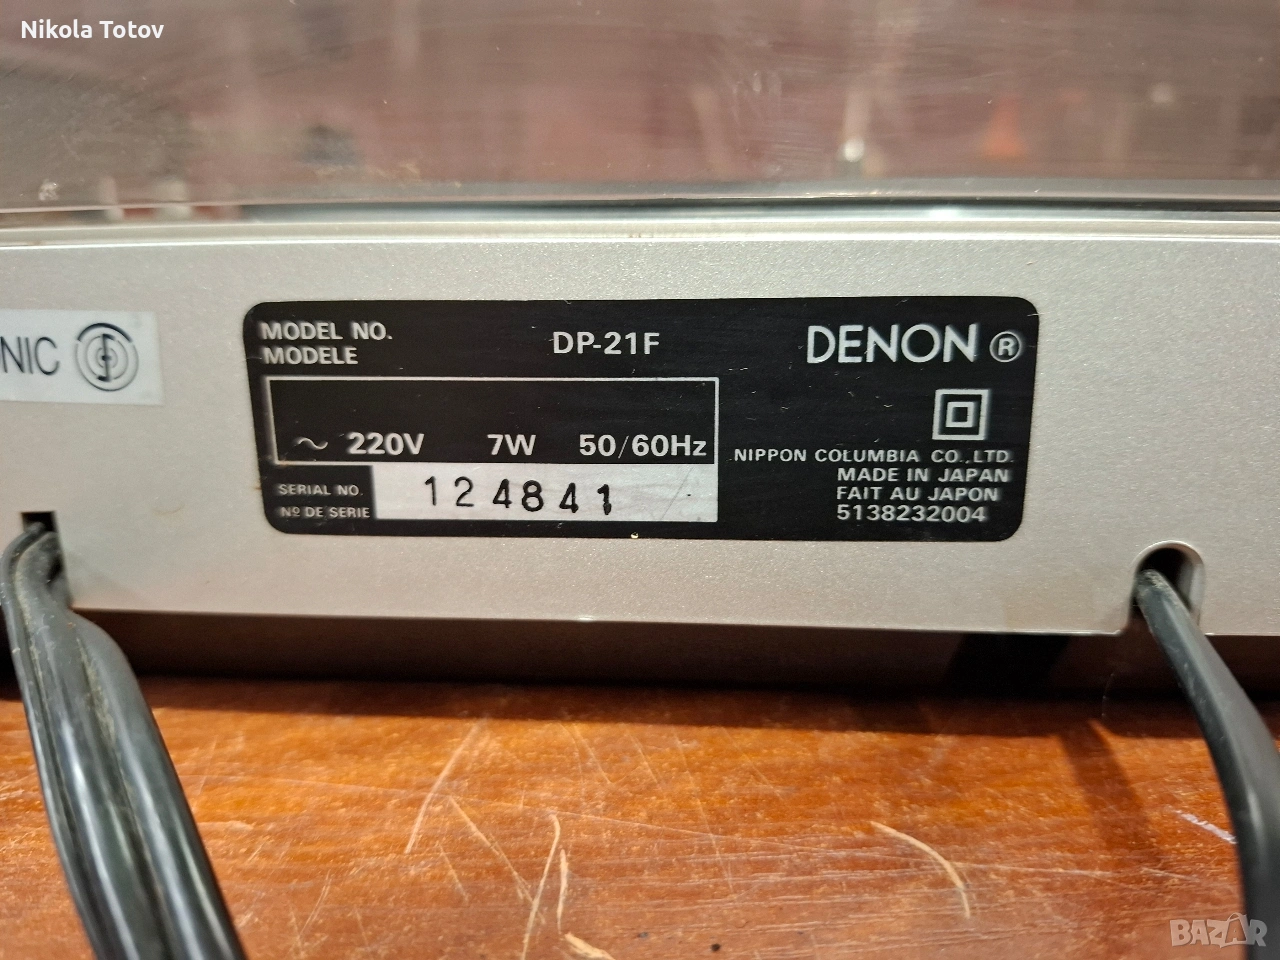 Nikola Totov
NIC
MODEL NO.
MODELE
DP-21F
DENON ®
~ 220V 7W 50/60Hz
SERIAL NO.
Nº DE SERIE
124841
NIPPON COLUMBIA CO.,LTD.
MADE IN JAPAN
FAIT AU JAPON
5138232004
BAZAR